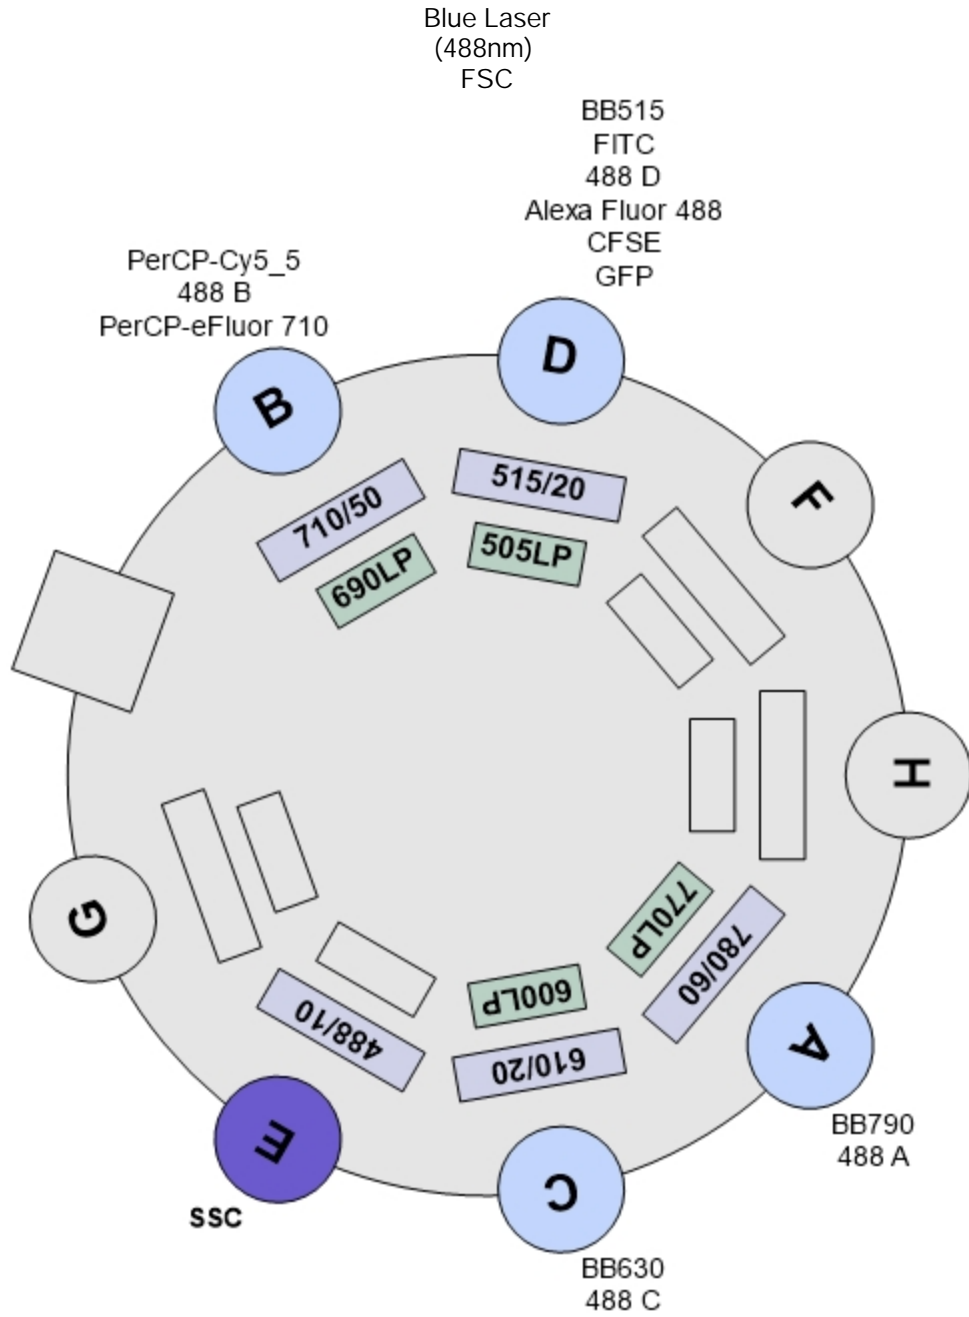 Blue Laser
(488nm)
FSC
BB515
FITC
488 D
Alexa Fluor 488
CFSE
GFP
PerCP-Cy5_5
488 B
PerCP-eFluor 710
D
B
515/20
710/50
505LP
690LP
F
H
G
770LP
780/60
600LP
610/20
488/10
A
E
C
BB790
488 A
SSC
BB630
488 C